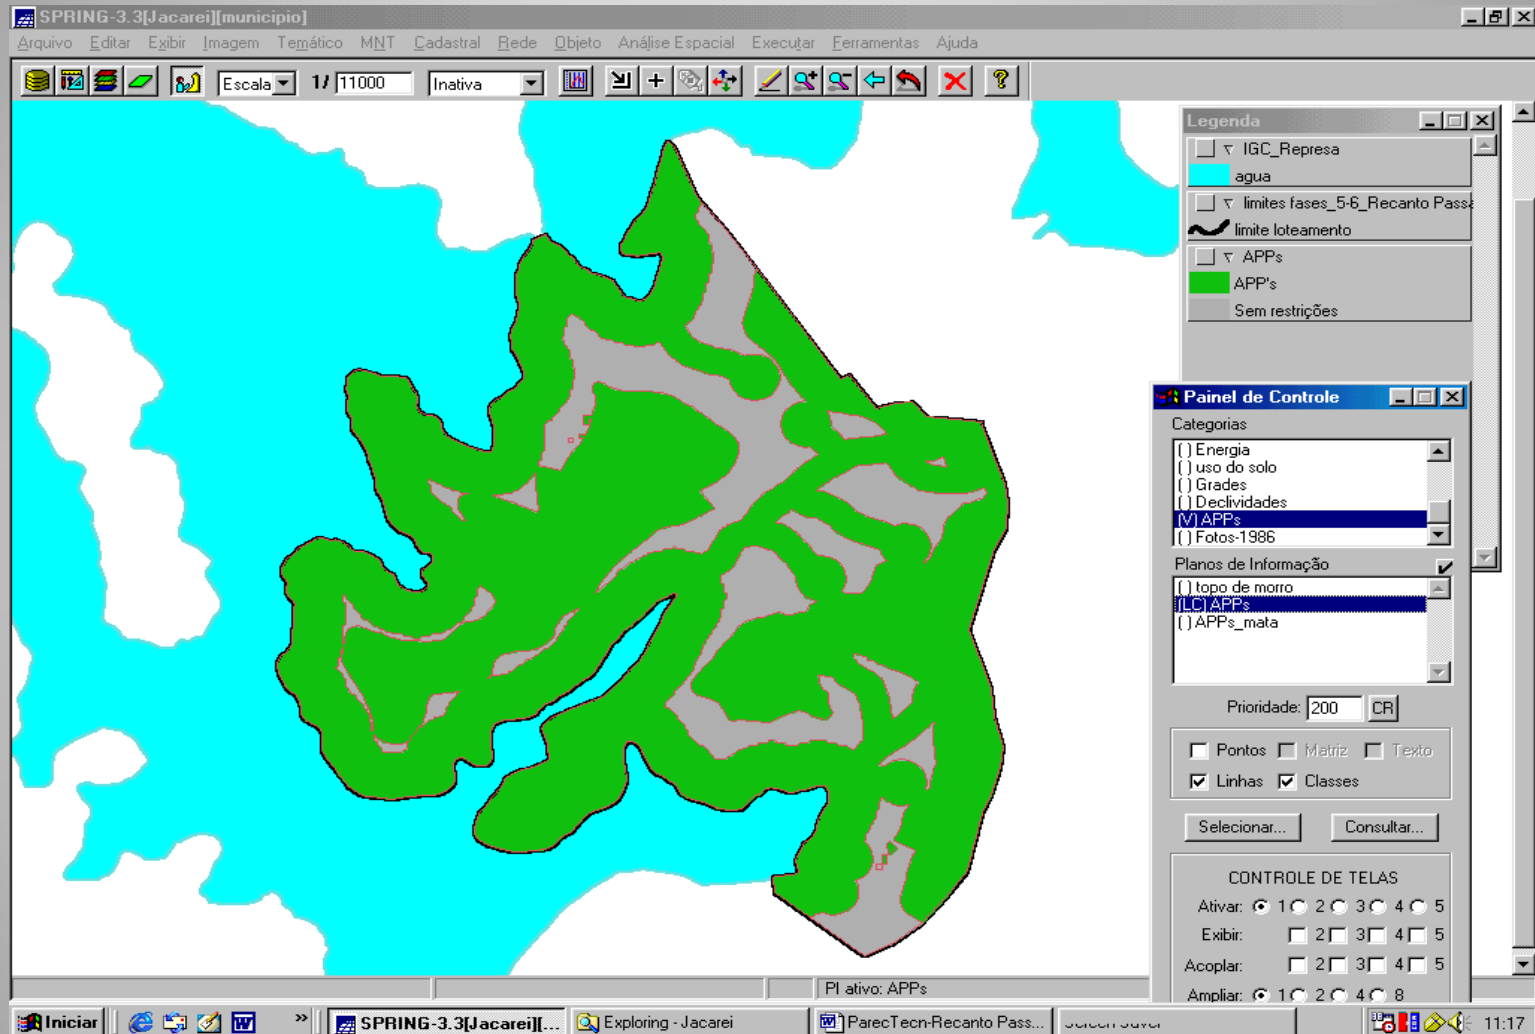 SPRING-3.3[Jacarei][municipio]
Arquivo Editar Exibir Imagem Temático MNT Cadastral Rede Objeto Análise Espacial Executar Ferramentas Ajuda
Escala 1/ 11000 Inativa
Legenda
IGC_Represa
agua
limites fases_5-6_Recanto Passa
limite loteamento
APPs
APP's
Sem restrições
Painel de Controle
Categorias
( ) Energia
( ) uso do solo
( ) Grades
( ) Declividades
(V) APPs
( ) Fotos-1986
Planos de Informação
( ) topo de morro
(LC) APPs
( ) APPs_mata
Prioridade: 200 CR
Pontos Matriz Texto
Linhas Classes
Selecionar... Consultar...
CONTROLE DE TELAS
Ativar: 1 2 3 4 5
Exibir: 2 3 4 5
Acoplar: 2 3 4 5
Ampliar: 1 2 4 8
PI ativo: APPs
Iniciar » SPRING-3.3[Jacarei][... Exploring - Jacarei ParecTecn-Recanto Pass... 11:17